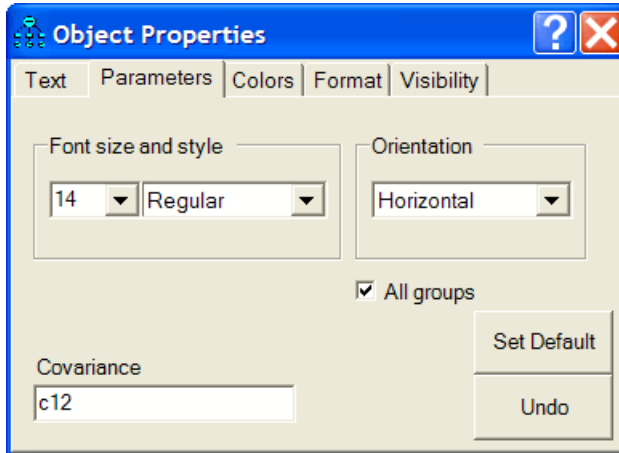 Object Properties
Text Parameters Colors Format Visibility
Font size and style
Orientation
14 Regular
Horizontal
All groups
Set Default
Covariance
c12
Undo